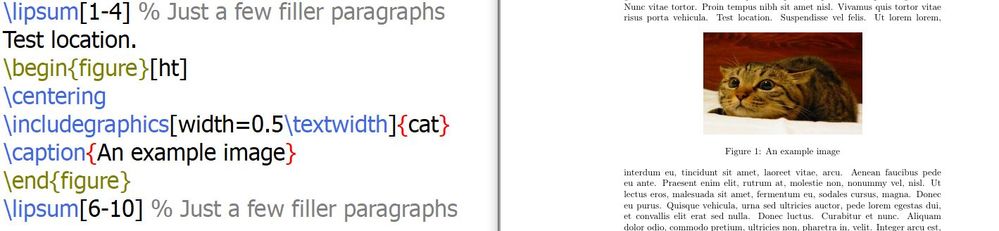 \lipsum[1-4] % Just a few filler paragraphs
Test location.
\begin{figure}[ht]
\centering
\includegraphics[width=0.5\textwidth]{cat}
\caption{An example image}
\end{figure}
\lipsum[6-10] % Just a few filler paragraphs
Nunc vitae tortor. Proin tempus nibh sit amet nisl. Vivamus quis tortor vitae
risus porta vehicula. Test location. Suspendisse vel felis. Ut lorem lorem,
Figure 1: An example image
interdum eu, tincidunt sit amet, laoreet vitae, arcu. Aenean faucibus pede
eu ante. Praesent enim elit, rutrum at, molestie non, nonummy vel, nisl. Ut
lectus eros, malesuada sit amet, fermentum eu, sodales cursus, magna. Donec
eu purus. Quisque vehicula, urna sed ultricies auctor, pede lorem egestas dui,
et convallis elit erat sed nulla. Donec luctus. Curabitur et nunc. Aliquam
dolor odio, commodo pretium, ultricies non, pharetra in, velit. Integer arcu est,